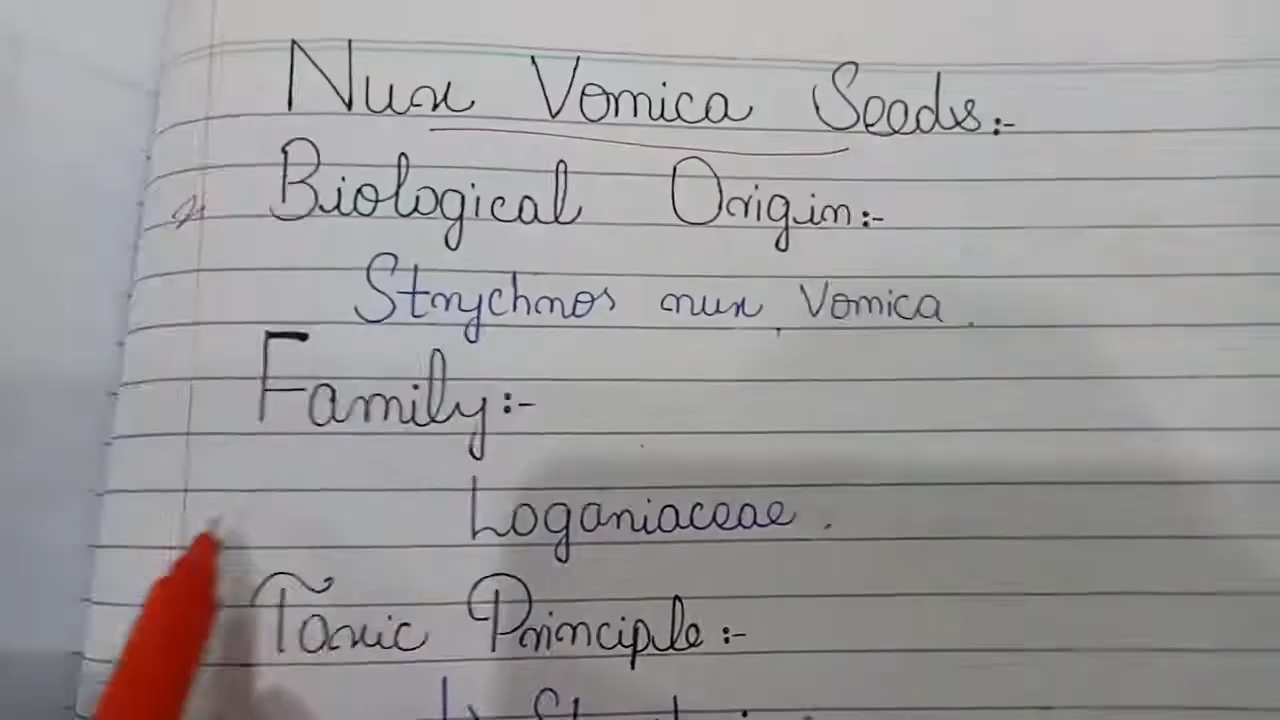 Nux Vomica Seeds:-
Biological Origin:-
Strychnos nux Vomica.
Family:-
Loganiaceae.
Toxic Principle:-